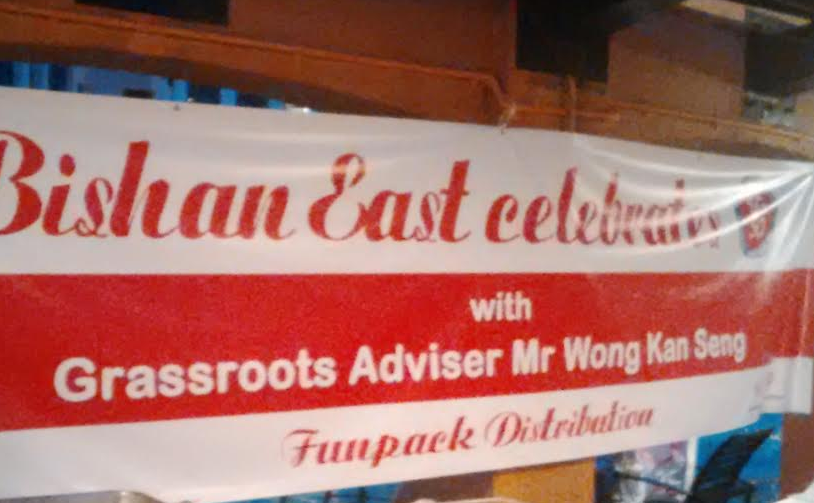 Bishan East celebrates
with
Grassroots Adviser Mr Wong Kan Seng
Funpack Distribution